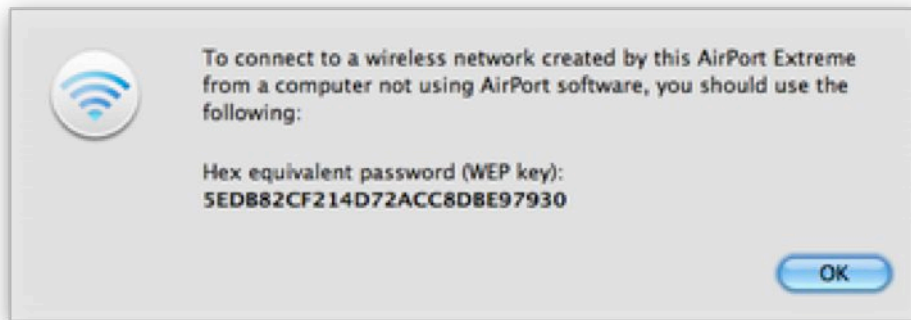 To connect to a wireless network created by this AirPort Extreme
from a computer not using AirPort software, you should use the
following:
Hex equivalent password (WEP key):
5EDB82CF214D72ACC8DBE97930
OK